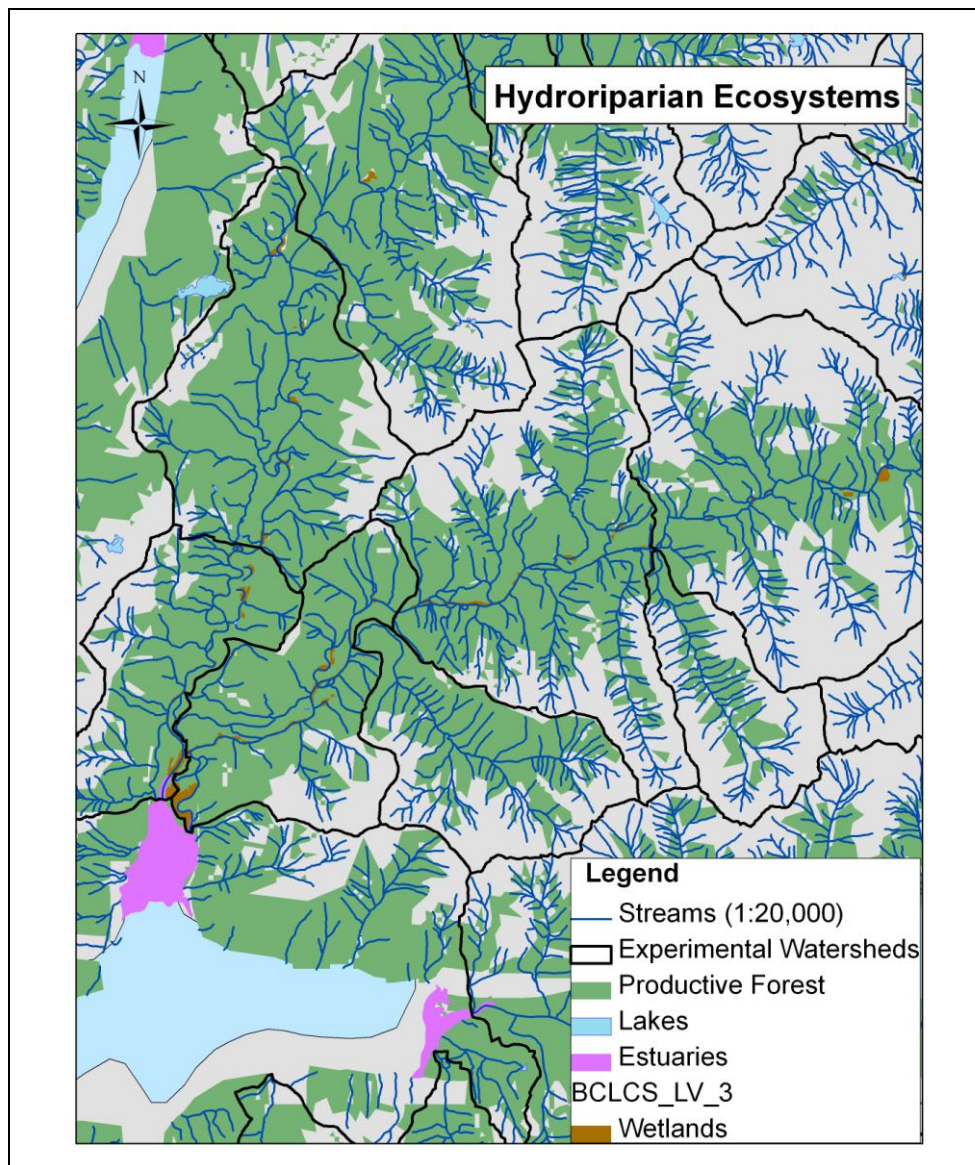 N
Hydroriparian Ecosystems
Legend
Streams (1:20,000)
Experimental Watersheds
Productive Forest
Lakes
Estuaries
BCLCS_LV_3
Wetlands